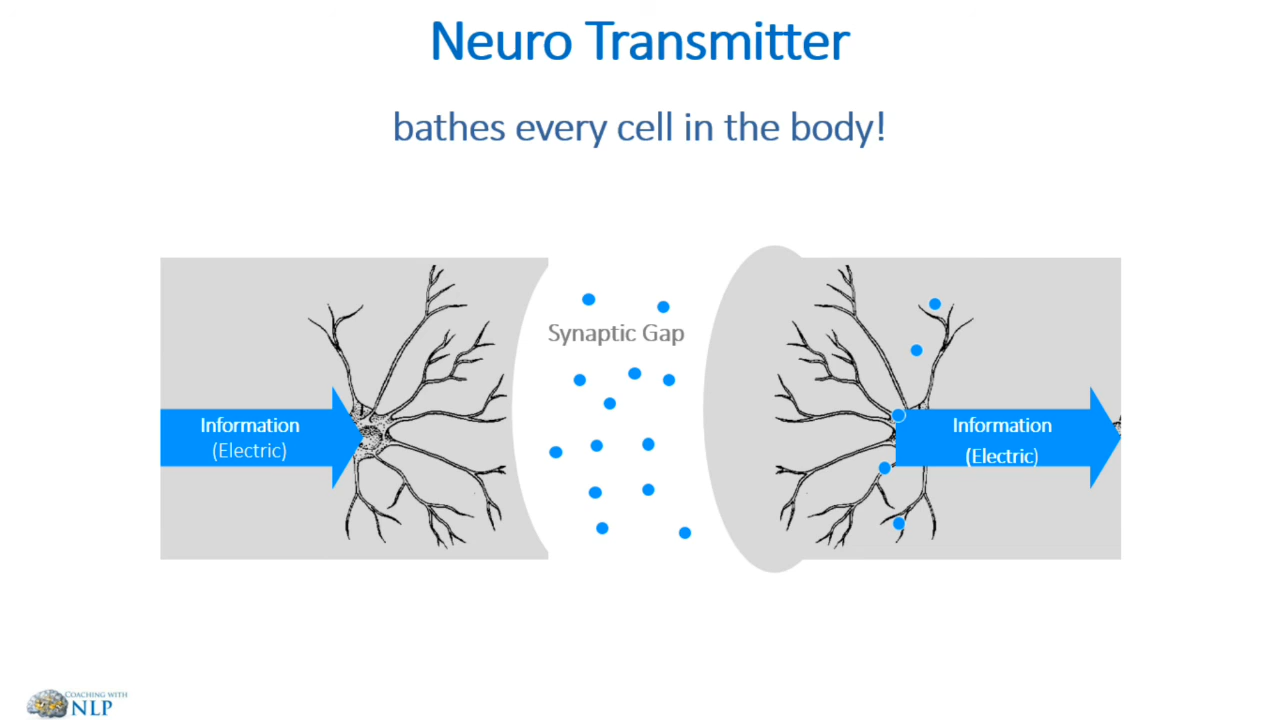 Neuro Transmitter
bathes every cell in the body!
Synaptic Gap
Information
(Electric)
Information
(Electric)
COACHING WITH
NLP